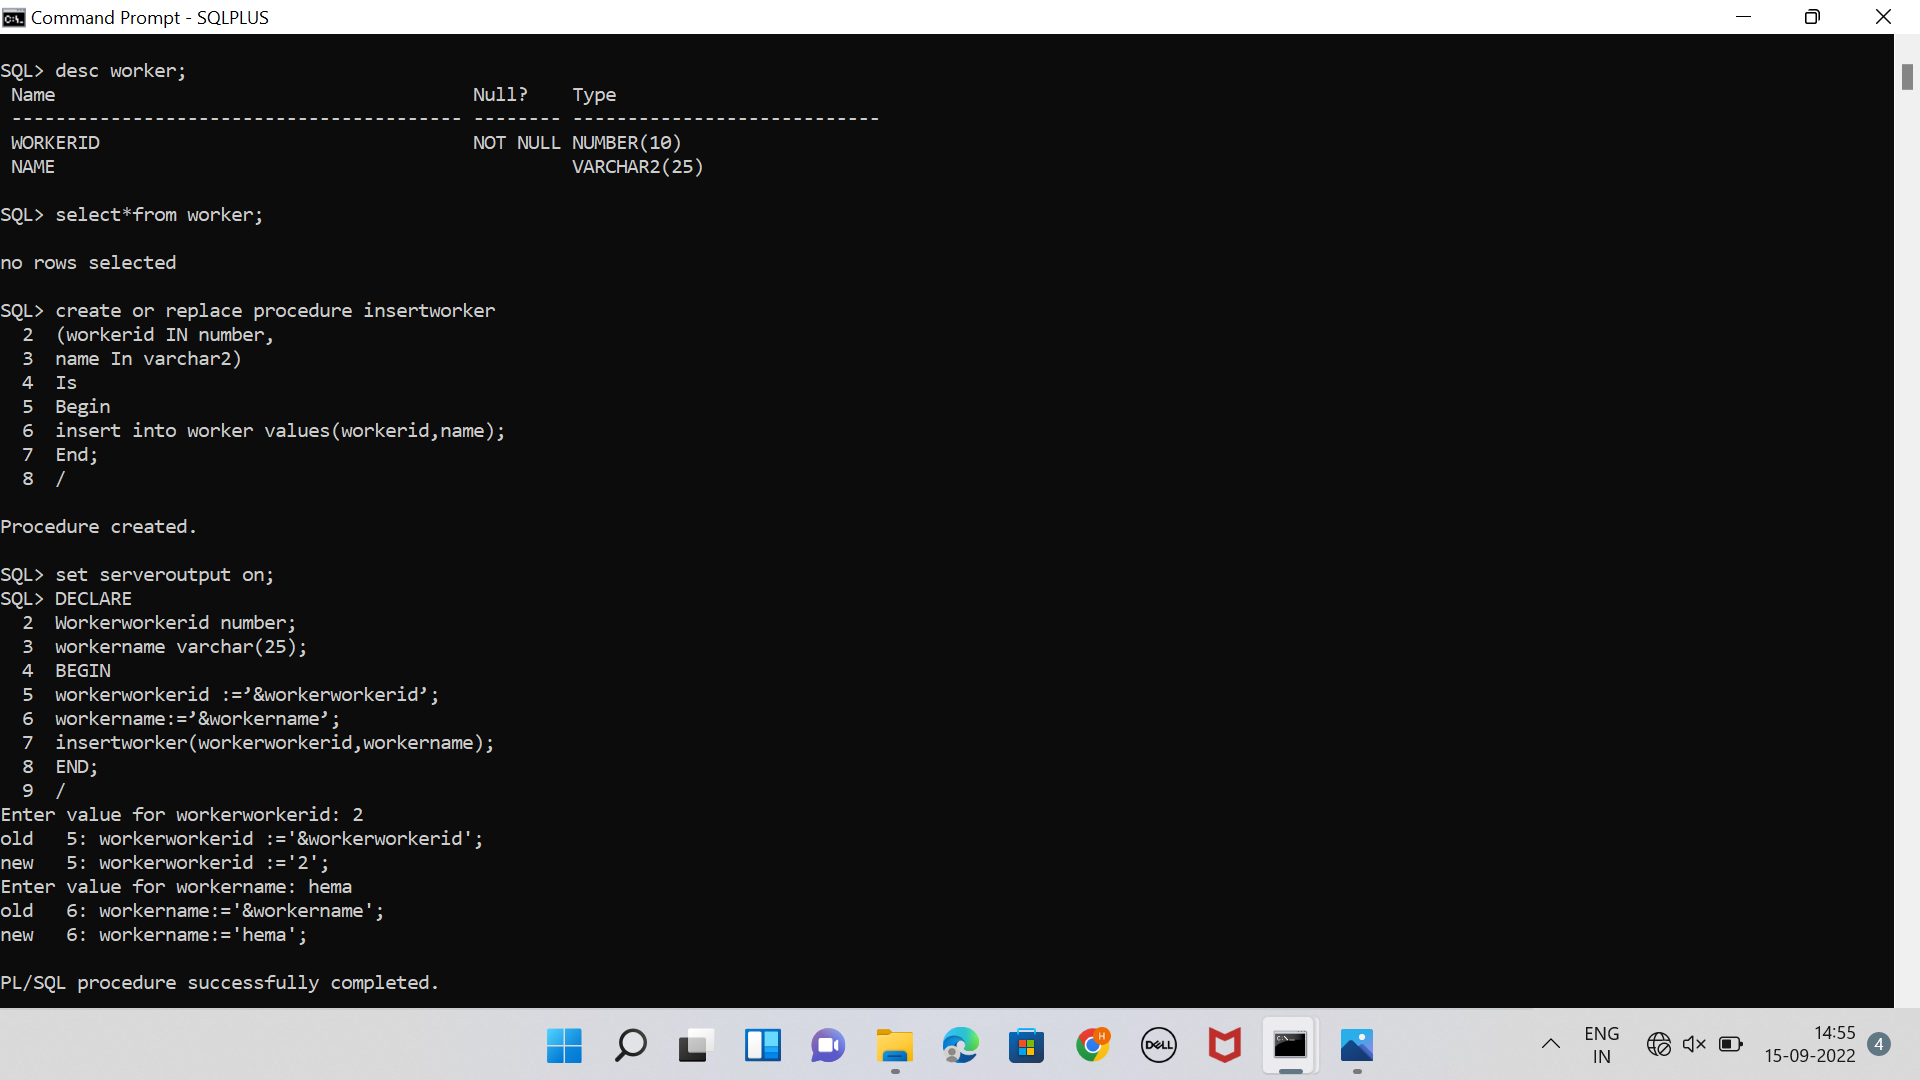 Command Prompt - SQLPLUS
SQL> desc worker;
 Name                                      Null?    Type
 ----------------------------------------- -------- ----------------------------
 WORKERID                                  NOT NULL NUMBER(10)
 NAME                                               VARCHAR2(25)
SQL> select*from worker;
no rows selected
SQL> create or replace procedure insertworker
  2  (workerid IN number,
  3  name In varchar2)
  4  Is
  5  Begin
  6  insert into worker values(workerid,name);
  7  End;
  8  /
Procedure created.
SQL> set serveroutput on;
SQL> DECLARE
  2  Workerworkerid number;
  3  workername varchar(25);
  4  BEGIN
  5  workerworkerid :=’&workerworkerid’;
  6  workername:=’&workername’;
  7  insertworker(workerworkerid,workername);
  8  END;
  9  /
Enter value for workerworkerid: 2
old   5: workerworkerid :='&workerworkerid';
new   5: workerworkerid :='2';
Enter value for workername: hema
old   6: workername:='&workername';
new   6: workername:='hema';
PL/SQL procedure successfully completed.
H
DELL
ENG
IN
14:55
15-09-2022
4